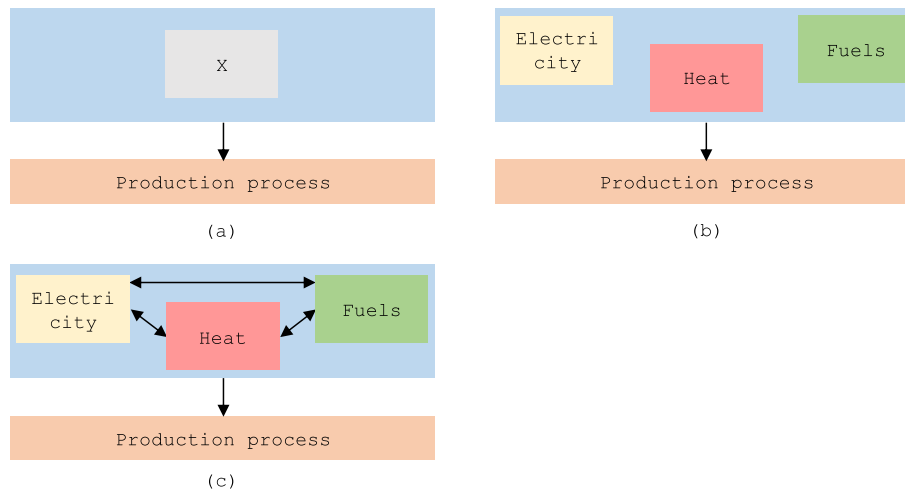 X
Production process
(a)
Electri
city
Heat
Fuels
Production process
(b)
Electri
city
Heat
Fuels
Production process
(c)